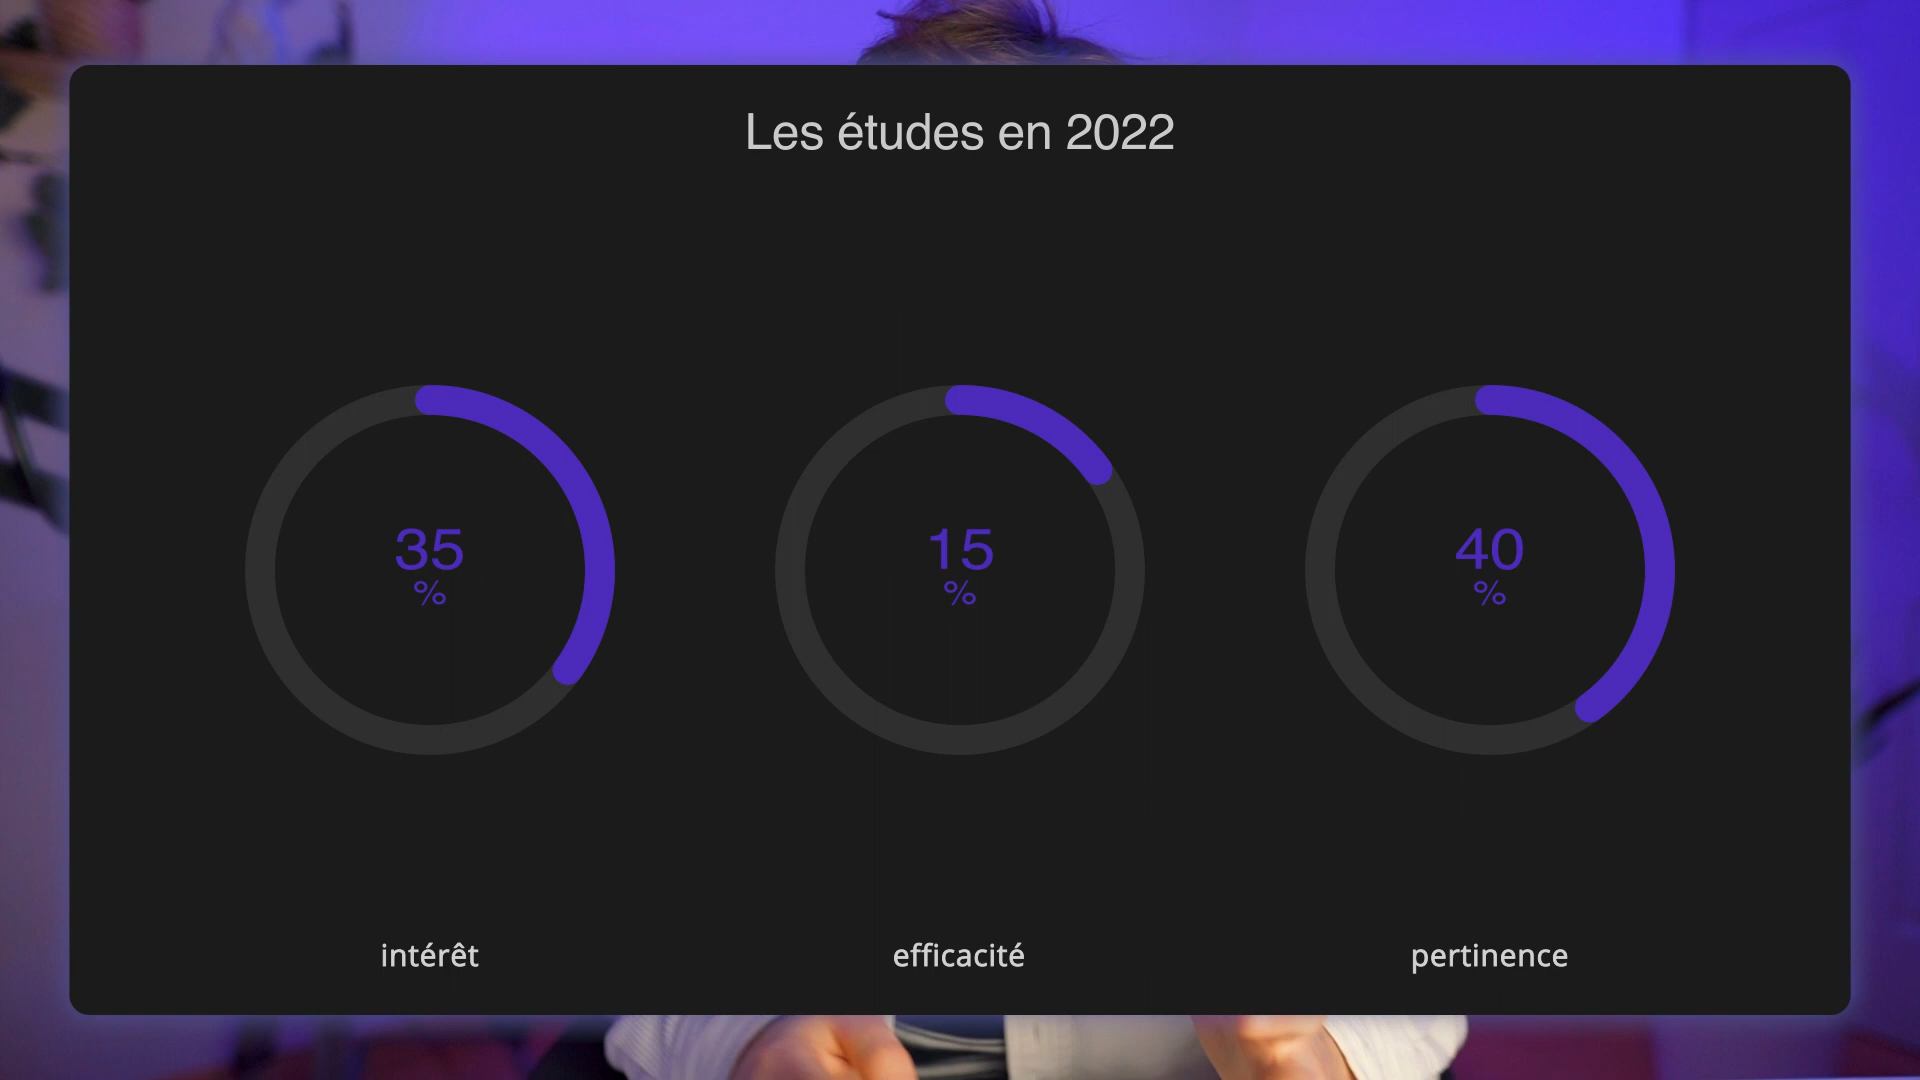 Les études en 2022
35
%
15
%
40
%
intérêt
efficacité
pertinence